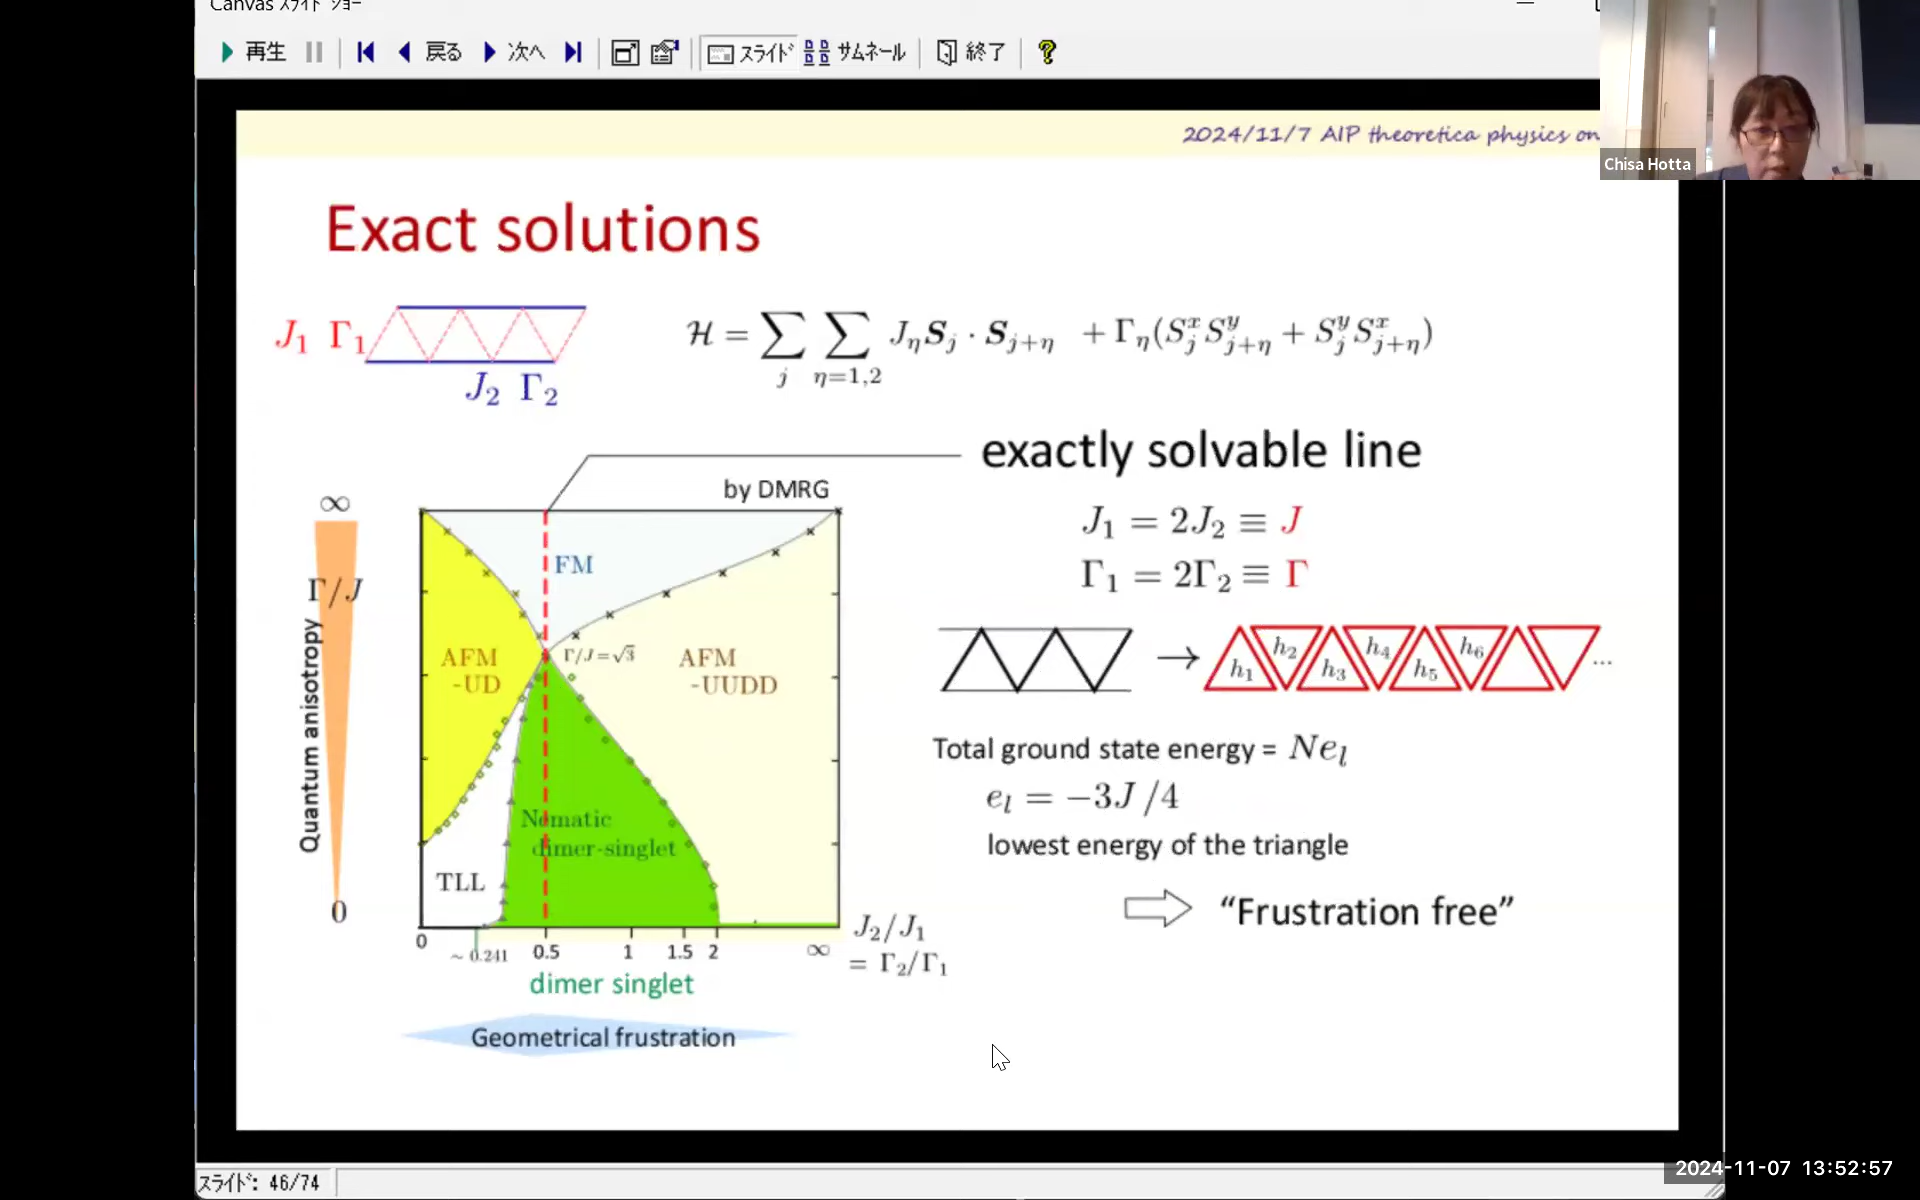 Canvas スライド ショー
再生 戻る 次へ スライド サムネール 終了 ?
2024/11/7 AIP theoretica physics on
Chisa Hotta
Exact solutions
J₁ Γ₁
J₂ Γ₂
ℋ = ∑_j ∑_{η=1,2} J_η S_j · S_{j+η} + Γ_η(S_j^x S_{j+η}^y + S_j^y S_{j+η}^x)
exactly solvable line
by DMRG
J₁ = 2J₂ ≡ J
Γ₁ = 2Γ₂ ≡ Γ
∞
Γ/J
Quantum anisotropy
0
FM
AFM
-UD
Γ/J=√3
AFM
-UUDD
Nematic
dimer-singlet
TLL
0 ~0.241 0.5 1 1.5 2 ∞
J₂/J₁
= Γ₂/Γ₁
dimer singlet
Geometrical frustration
→ h₁ h₂ h₃ h₄ h₅ h₆ ...
Total ground state energy = Ne_l
e_l = −3J/4
lowest energy of the triangle
“Frustration free”
スライド: 46/74
2024-11-07 13:52:57